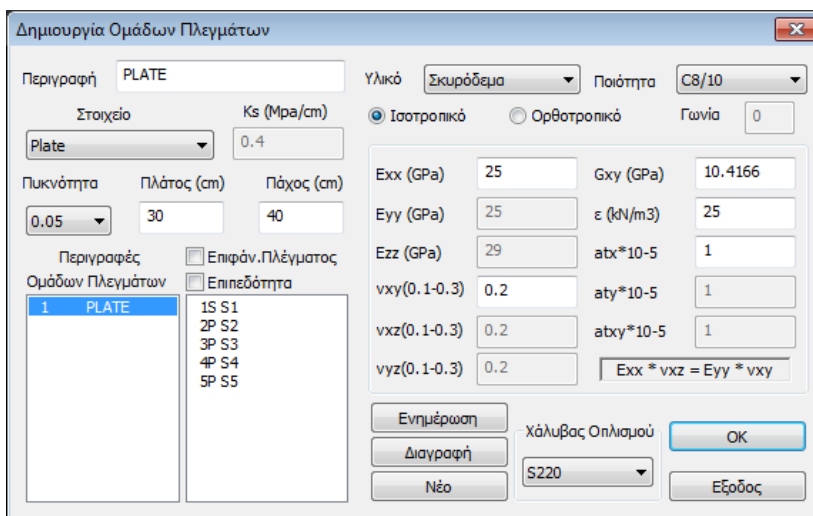 Δημιουργία Ομάδων Πλεγμάτων
Περιγραφή PLATE
Υλικό Σκυρόδεμα Ποιότητα C8/10
Στοιχείο Ks (Mpa/cm)
Ισοτροπικό Ορθοτροπικό Γωνία 0
Plate 0.4
Πυκνότητα Πλάτος (cm) Πάχος (cm)
0.05 30 40
Exx (GPa) 25 Gxy (GPa) 10.4166
Eyy (GPa) 25 ε (kN/m3) 25
Ezz (GPa) 29 atx*10-5 1
vxy(0.1-0.3) 0.2 aty*10-5 1
vxz(0.1-0.3) 0.2 atxy*10-5 1
vyz(0.1-0.3) 0.2 Exx * vxz = Eyy * vxy
Περιγραφές Επιφάν.Πλέγματος
Ομάδων Πλεγμάτων Επιπεδότητα
1 PLATE
1S S1
2P S2
3P S3
4P S4
5P S5
Ενημέρωση
Διαγραφή
Νέο
Χάλυβας Οπλισμού
S220
OK
Εξοδος